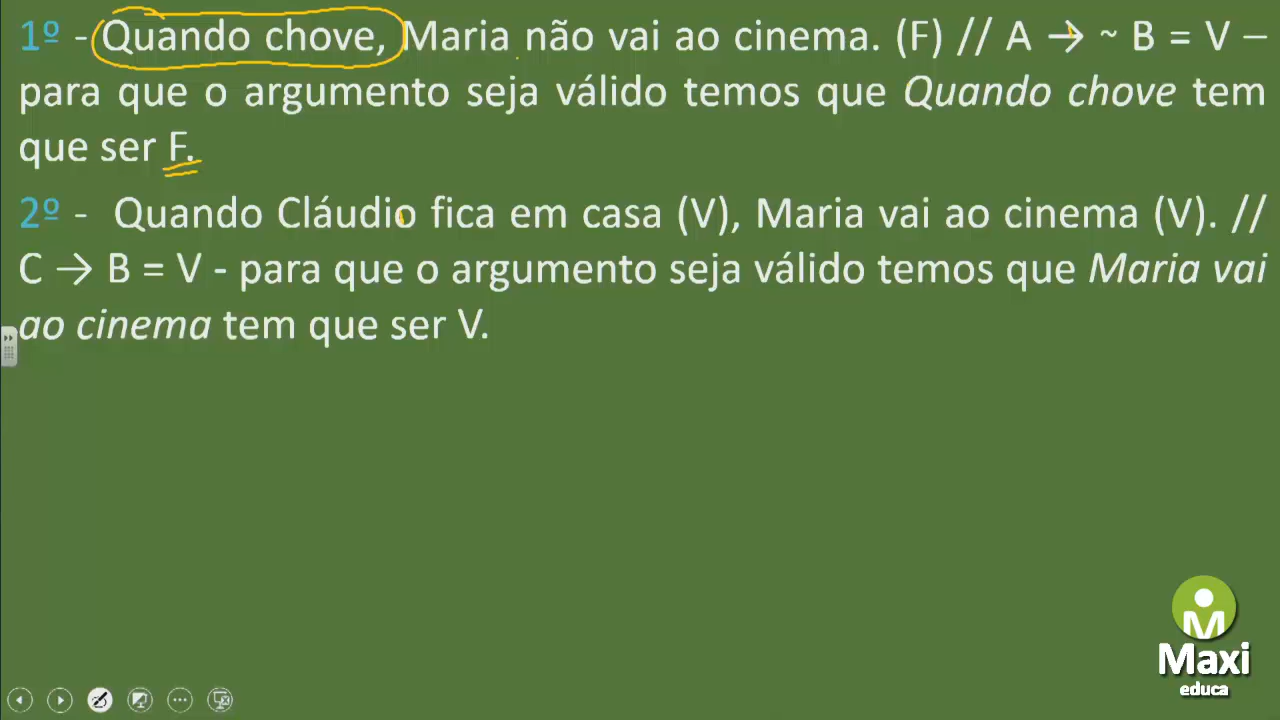 1º - Quando chove, Maria não vai ao cinema. (F) // A → ~ B = V –
para que o argumento seja válido temos que Quando chove tem
que ser F.
2º - Quando Cláudio fica em casa (V), Maria vai ao cinema (V). //
C → B = V - para que o argumento seja válido temos que Maria vai
ao cinema tem que ser V.
M
Maxi
educa